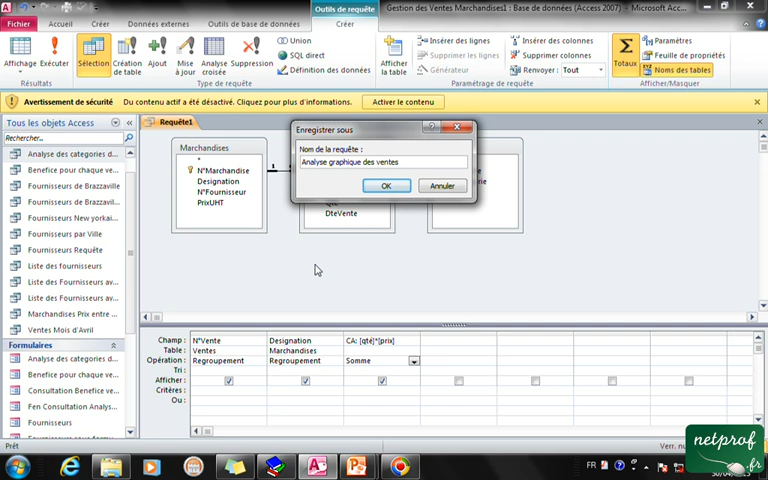 Outils de requête
Gestion des Ventes Marchandises1 : Base de données (Access 2007) - Microsoft Acc...
Fichier Accueil Créer Données externes Outils de base de données Créer
Affichage Exécuter
Résultats
Sélection Création de table Ajout Mise à jour Analyse croisée Suppression
Union
SQL direct
Définition des données
Type de requête
Afficher la table
Insérer des lignes
Supprimer les lignes
Générateur
Insérer des colonnes
Supprimer colonnes
Renvoyer : Tout
Paramétrage de requête
Totaux
Paramètres
Feuille de propriétés
Noms des tables
Afficher/Masquer
Avertissement de sécurité Du contenu actif a été désactivé. Cliquez pour plus d'informations. Activer le contenu
Tous les objets Access
Rechercher...
Analyse des categories d...
Benefice pour chaque ve...
Fournisseurs de Brazzaville
Fournisseurs de Marchandises
Fournisseurs New yorkai...
Fournisseurs par Ville
Fournisseurs Requête
Liste des fournisseurs
Liste des Fournisseurs av...
Liste des Fournisseurs av...
Marchandises Prix entre ...
Ventes Mois d'Avril
Formulaires
Analyse des categories d...
Benefice pour chaque ve...
Consultation Benefice ve...
Fen Consultation Analys...
Fournisseurs
Requête1
Marchandises
*
N°Marchandise
Designation
N°Fournisseur
PrixUHT
1
DteVente
Enregistrer sous
Nom de la requête :
Analyse graphique des ventes
OK Annuler
Champ : N°Vente Designation CA: [qté]*[prix]
Table : Ventes Marchandises
Opération : Regroupement Regroupement Somme
Tri :
Afficher :
Critères :
Ou :
Prêt
FR
netprof
.fr